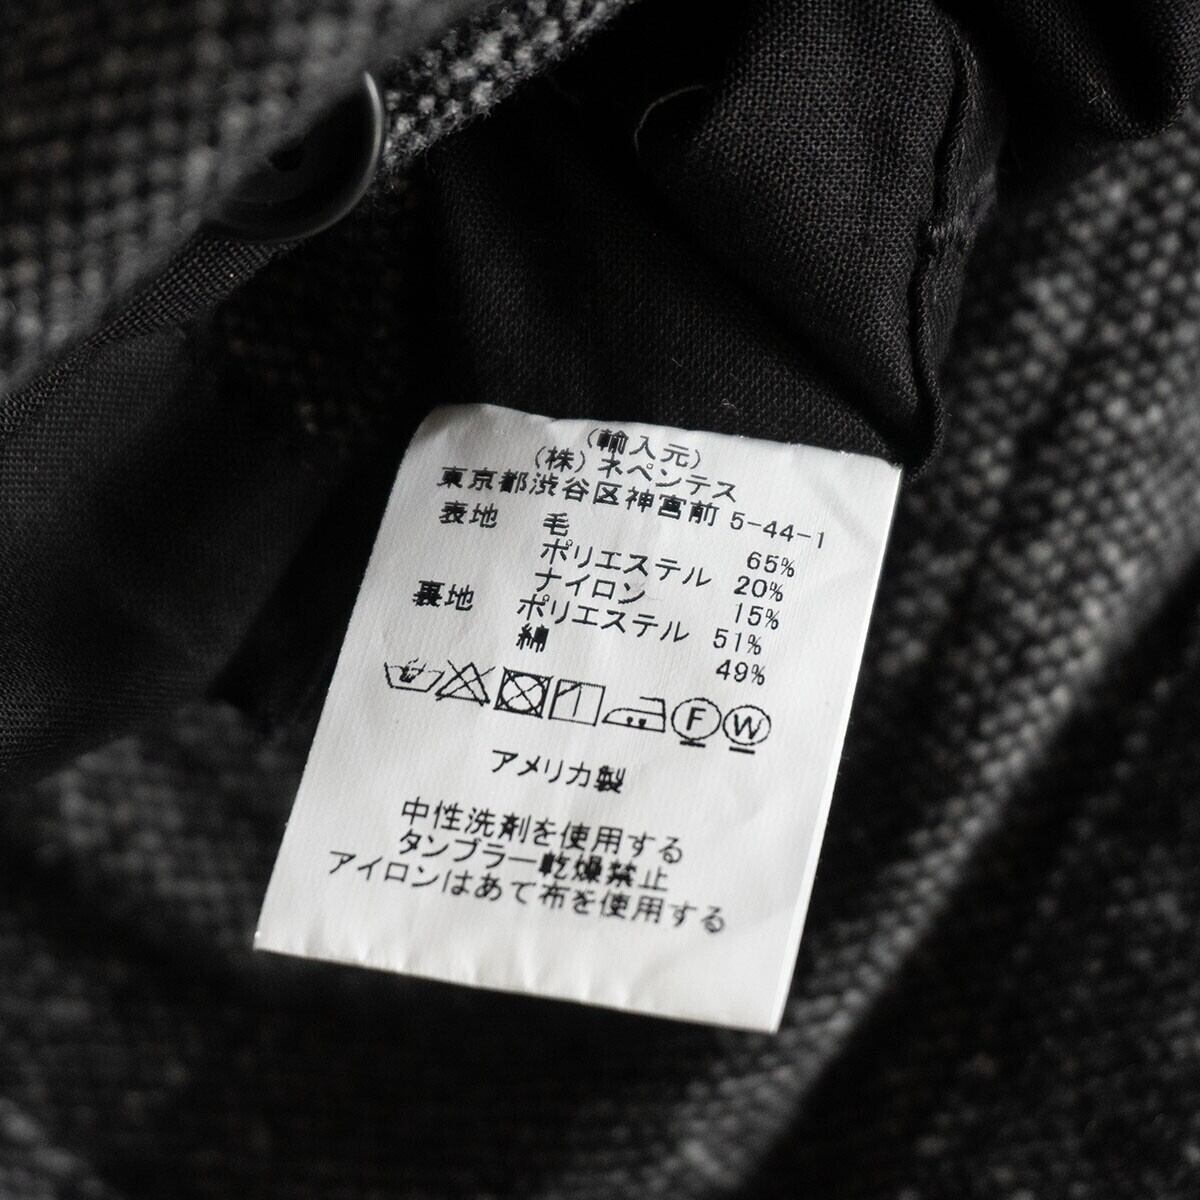 (輸入元)
(株) ネペンテス
東京都渋谷区神宮前 5-44-1
表地 毛 65%
ポリエステル 20%
ナイロン 15%
裏地 ポリエステル 51%
綿 49%
F W
アメリカ製
中性洗剤を使用する
タンブラー乾燥禁止
アイロンはあて布を使用する